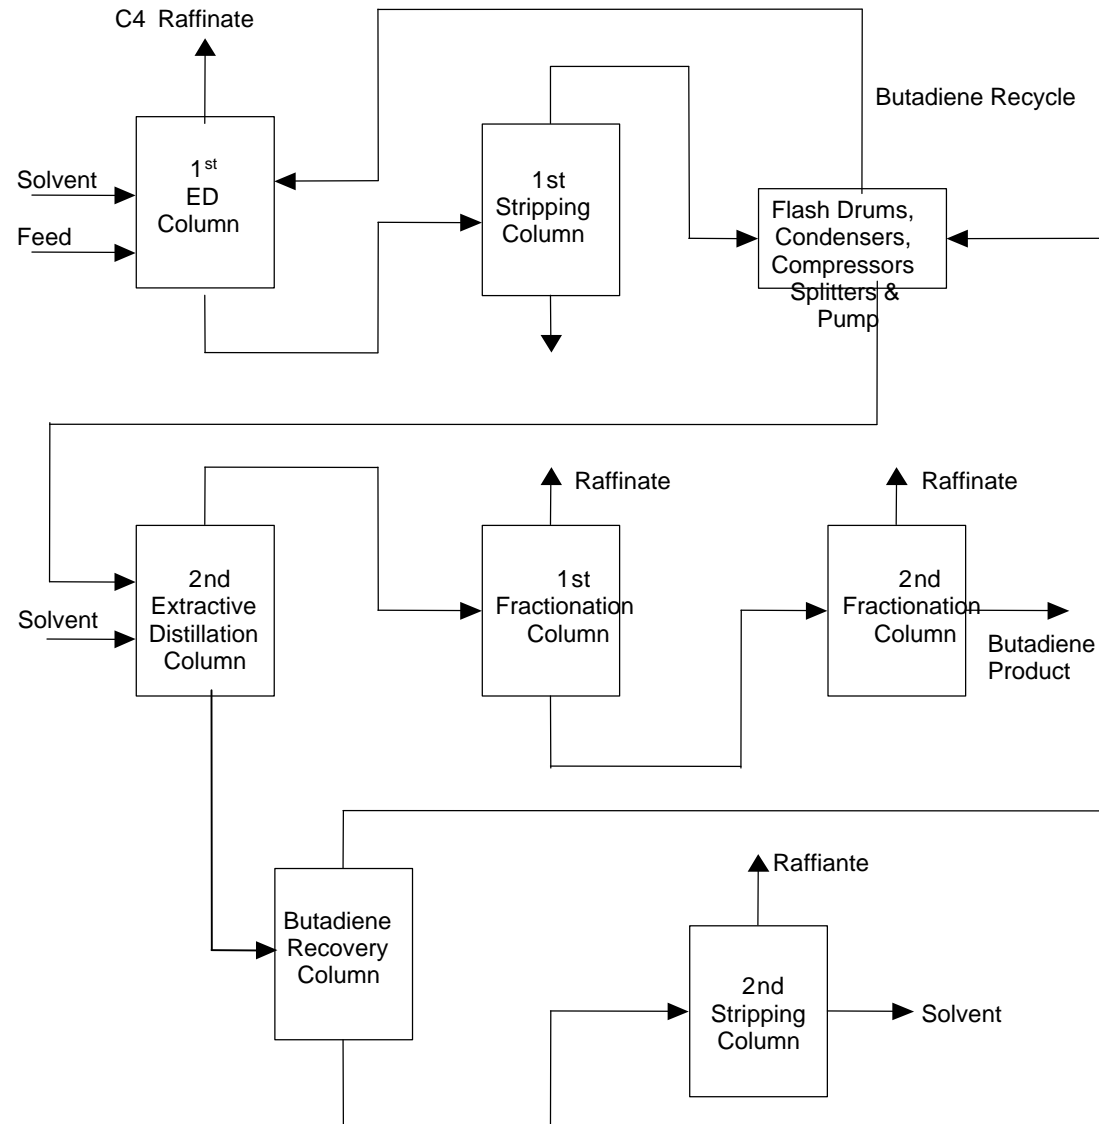 C4 Raffinate
Butadiene Recycle
Solvent
Feed
1st
ED
Column
1st
Stripping
Column
Flash Drums,
Condensers,
Compressors
Splitters &
Pump
Raffinate
Raffinate
Solvent
2nd
Extractive
Distillation
Column
1st
Fractionation
Column
2nd
Fractionation
Column
Butadiene
Product
Raffiante
Butadiene
Recovery
Column
2nd
Stripping
Column
Solvent